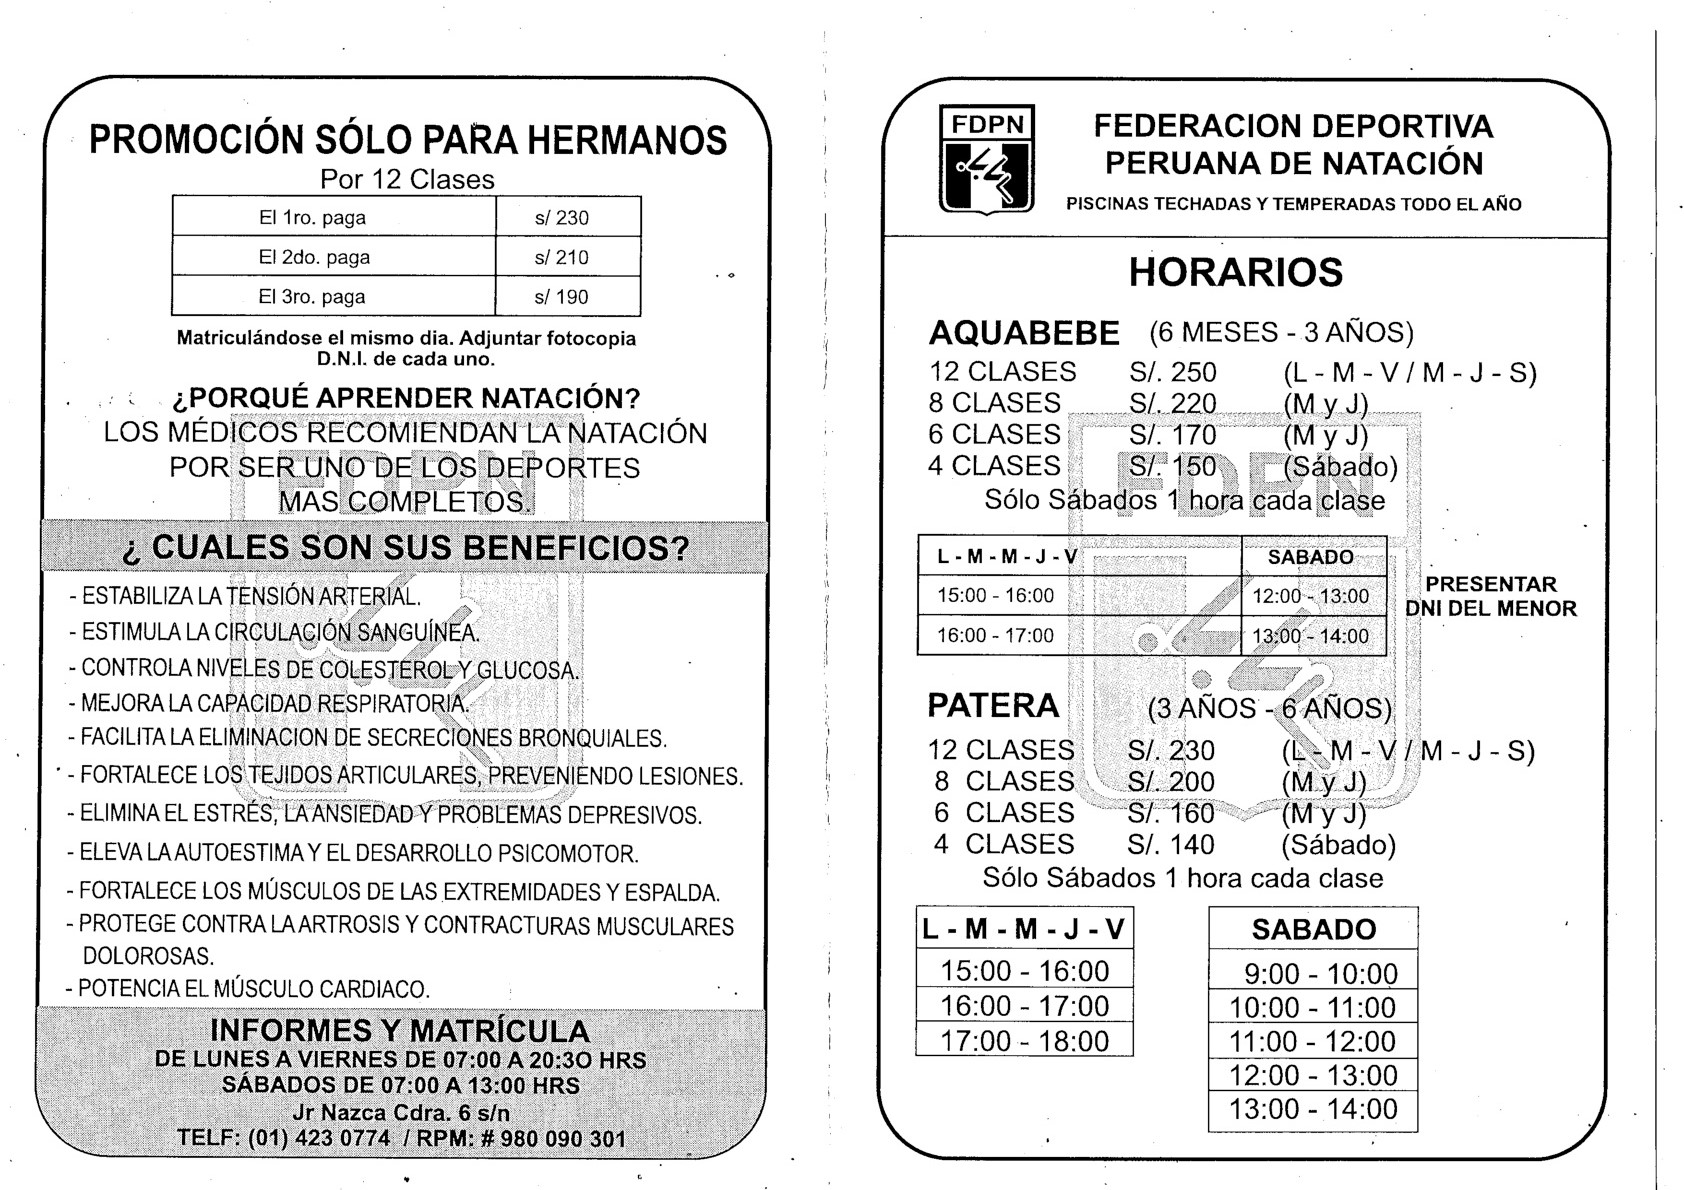 PROMOCIÓN SÓLO PARA HERMANOS
Por 12 Clases
El 1ro. paga s/ 230
El 2do. paga s/ 210
El 3ro. paga s/ 190
Matriculándose el mismo dia. Adjuntar fotocopia
D.N.I. de cada uno.
¿PORQUÉ APRENDER NATACIÓN?
LOS MÉDICOS RECOMIENDAN LA NATACIÓN
POR SER UNO DE LOS DEPORTES
MAS COMPLETOS.
¿ CUALES SON SUS BENEFICIOS?
- ESTABILIZA LA TENSIÓN ARTERIAL.
- ESTIMULA LA CIRCULACIÓN SANGUÍNEA.
- CONTROLA NIVELES DE COLESTEROL Y GLUCOSA.
- MEJORA LA CAPACIDAD RESPIRATORIA.
- FACILITA LA ELIMINACION DE SECRECIONES BRONQUIALES.
- FORTALECE LOS TEJIDOS ARTICULARES, PREVENIENDO LESIONES.
- ELIMINA EL ESTRÉS, LA ANSIEDAD Y PROBLEMAS DEPRESIVOS.
- ELEVA LA AUTOESTIMA Y EL DESARROLLO PSICOMOTOR.
- FORTALECE LOS MÚSCULOS DE LAS EXTREMIDADES Y ESPALDA.
- PROTEGE CONTRA LA ARTROSIS Y CONTRACTURAS MUSCULARES
DOLOROSAS.
- POTENCIA EL MÚSCULO CARDIACO.
INFORMES Y MATRÍCULA
DE LUNES A VIERNES DE 07:00 A 20:3O HRS
SÁBADOS DE 07:00 A 13:00 HRS
Jr Nazca Cdra. 6 s/n
TELF: (01) 423 0774 / RPM: # 980 090 301
FDPN
FDPN
FEDERACION DEPORTIVA
PERUANA DE NATACIÓN
PISCINAS TECHADAS Y TEMPERADAS TODO EL AÑO
HORARIOS
AQUABEBE (6 MESES - 3 AÑOS)
12 CLASES S/. 250 (L - M - V / M - J - S)
8 CLASES S/. 220 (M y J)
6 CLASES S/. 170 (M y J)
4 CLASES S/. 150 (Sábado)
Sólo Sábados 1 hora cada clase
FDPN
L - M - M - J - V SABADO
15:00 - 16:00 12:00 - 13:00
16:00 - 17:00 13:00 - 14:00
PRESENTAR
DNI DEL MENOR
PATERA (3 AÑOS - 6 AÑOS)
12 CLASES S/. 230 (L - M - V / M - J - S)
8 CLASES S/. 200 (M y J)
6 CLASES S/. 160 (M y J)
4 CLASES S/. 140 (Sábado)
Sólo Sábados 1 hora cada clase
L - M - M - J - V
15:00 - 16:00
16:00 - 17:00
17:00 - 18:00
SABADO
9:00 - 10:00
10:00 - 11:00
11:00 - 12:00
12:00 - 13:00
13:00 - 14:00